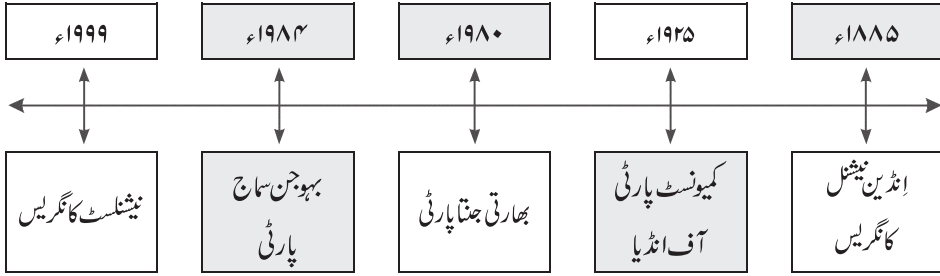 ۱۸۸۵ء
۱۹۲۵ء
۱۹۸۰ء
۱۹۸۴ء
۱۹۹۹ء
اِنڈین نیشنل
کانگریس
کمیونسٹ پارٹی
آف انڈیا
بھارتی جنتا پارٹی
بہوجن سماج
پارٹی
نیشنلسٹ کانگریس